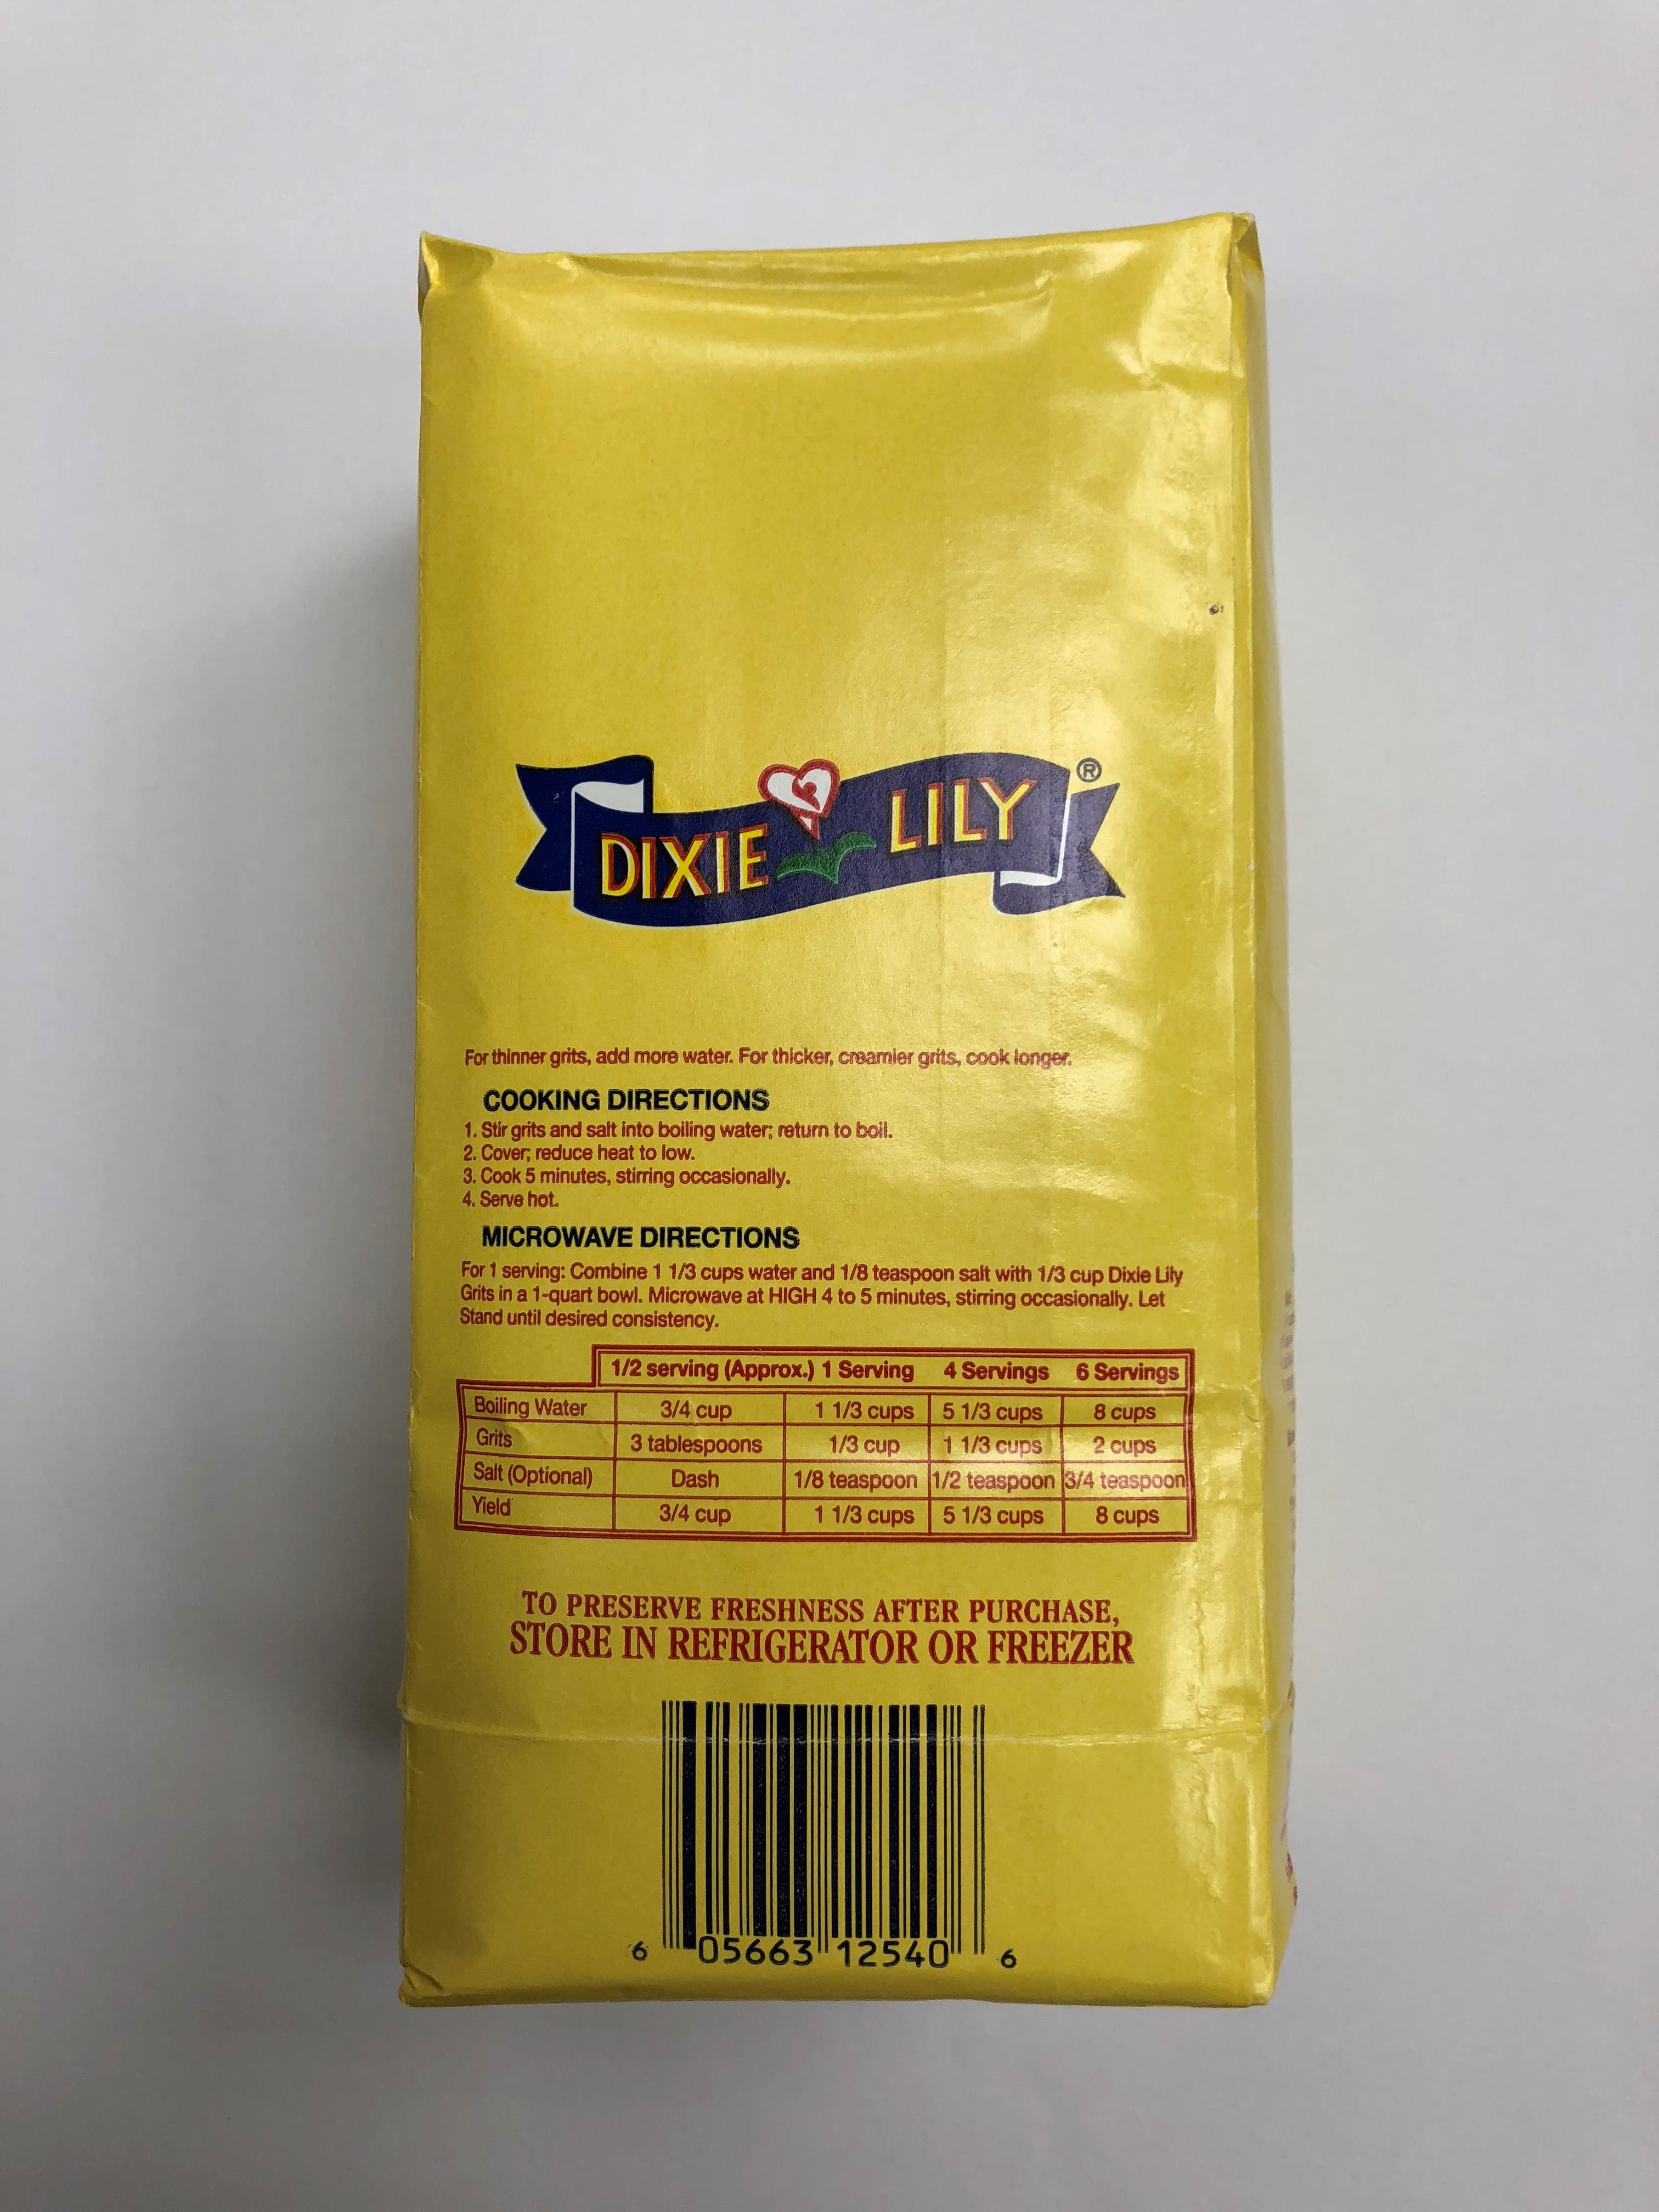 DIXIE LILY ®
For thinner grits, add more water. For thicker, creamier grits, cook longer.
COOKING DIRECTIONS
1. Stir grits and salt into boiling water; return to boil.
2. Cover; reduce heat to low.
3. Cook 5 minutes, stirring occasionally.
4. Serve hot.
MICROWAVE DIRECTIONS
For 1 serving: Combine 1 1/3 cups water and 1/8 teaspoon salt with 1/3 cup Dixie Lily
Grits in a 1-quart bowl. Microwave at HIGH 4 to 5 minutes, stirring occasionally. Let
Stand until desired consistency.
1/2 serving (Approx.) 1 Serving 4 Servings 6 Servings
Boiling Water 3/4 cup 1 1/3 cups 5 1/3 cups 8 cups
Grits 3 tablespoons 1/3 cup 1 1/3 cups 2 cups
Salt (Optional) Dash 1/8 teaspoon 1/2 teaspoon 3/4 teaspoon
Yield 3/4 cup 1 1/3 cups 5 1/3 cups 8 cups
TO PRESERVE FRESHNESS AFTER PURCHASE,
STORE IN REFRIGERATOR OR FREEZER
6 05663 12540 6